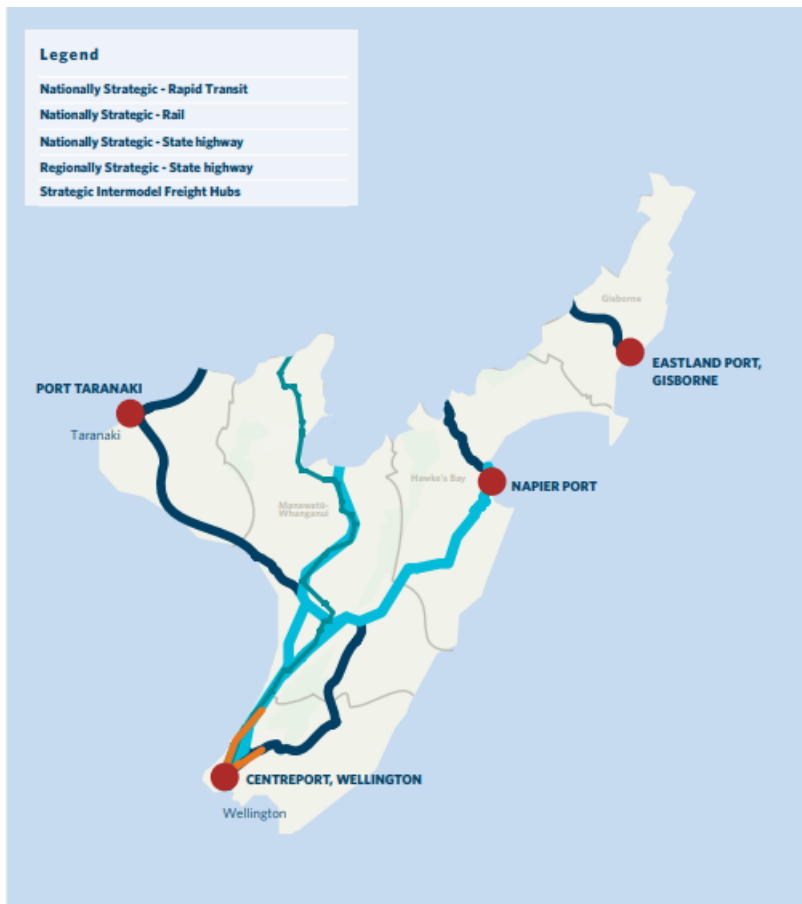 Legend
Nationally Strategic - Rapid Transit
Nationally Strategic - Rail
Nationally Strategic - State highway
Regionally Strategic - State highway
Strategic Intermodel Freight Hubs
Gisborne
EASTLAND PORT,
GISBORNE
PORT TARANAKI
Taranaki
Hawke's Bay
NAPIER PORT
Manawatū-
Whanganui
CENTREPORT, WELLINGTON
Wellington